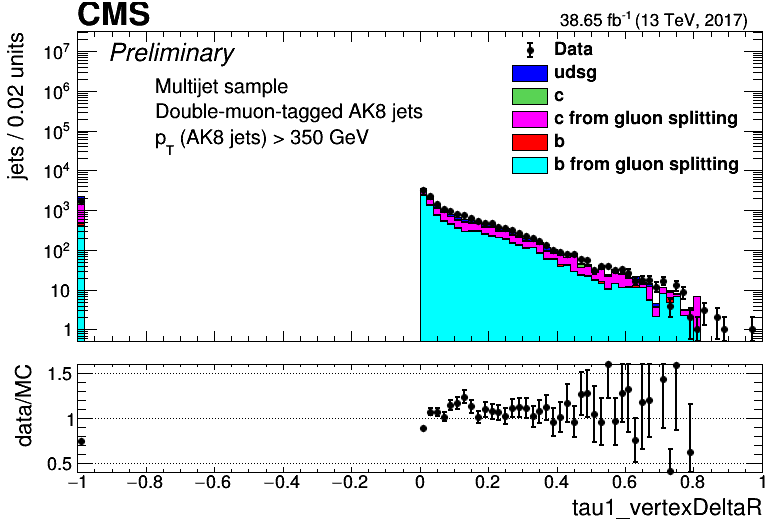 CMS
38.65 fb⁻¹ (13 TeV, 2017)
Preliminary
Multijet sample
Double-muon-tagged AK8 jets
p_T (AK8 jets) > 350 GeV
Data
udsg
c
c from gluon splitting
b
b from gluon splitting
jets / 0.02 units
10⁷
10⁶
10⁵
10⁴
10³
10²
10
1
data/MC
1.5
1
0.5
−1 −0.8 −0.6 −0.4 −0.2 0 0.2 0.4 0.6 0.8 1
tau1_vertexDeltaR